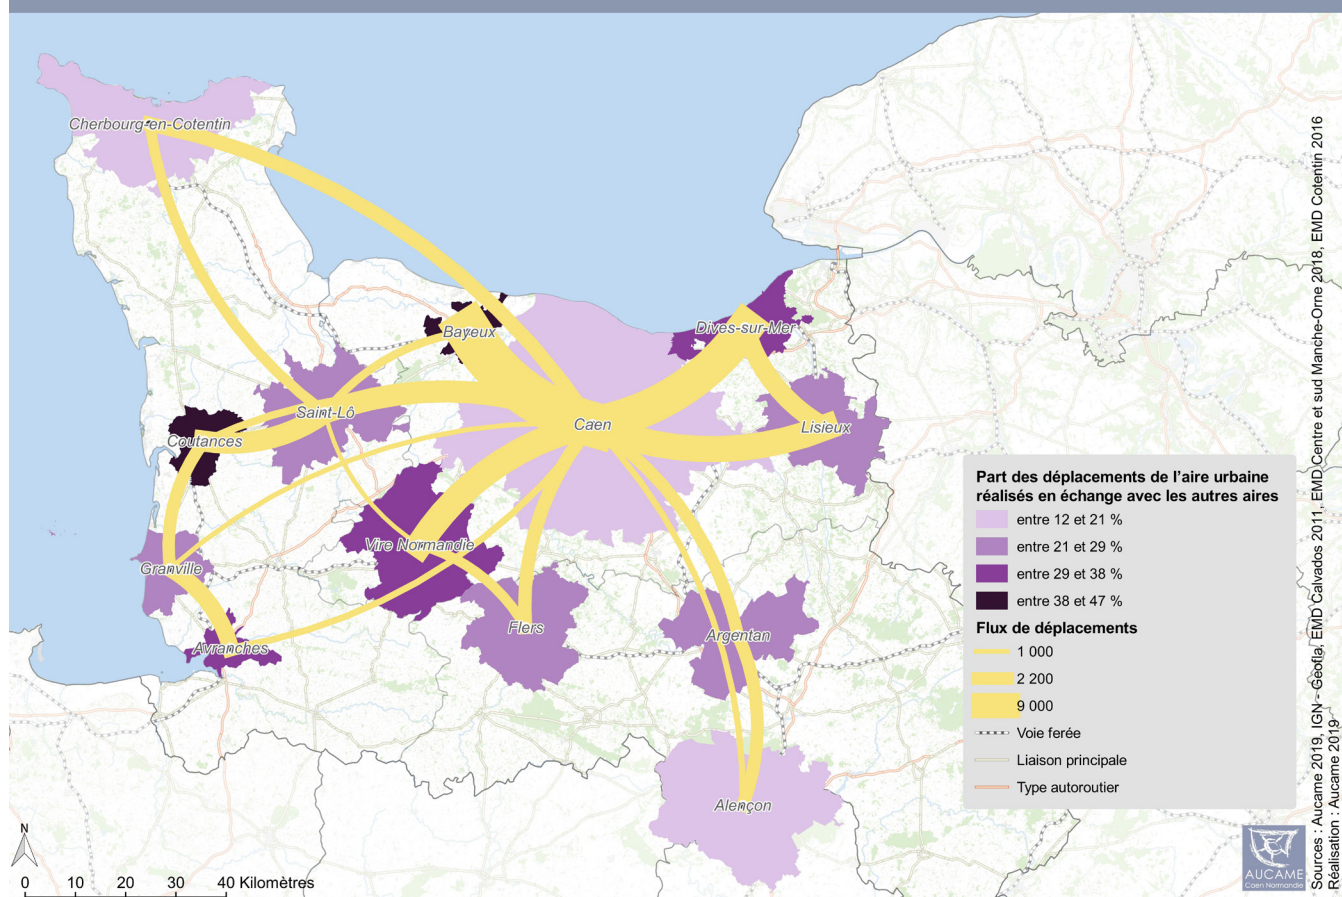 Cherbourg-en-Cotentin
Bayeux
Dives-sur-Mer
Saint-Lô
Caen
Lisieux
Coutances
Vire Normandie
Granville
Flers
Argentan
Avranches
Alençon
Part des déplacements de l'aire urbaine
réalisés en échange avec les autres aires
entre 12 et 21 %
entre 21 et 29 %
entre 29 et 38 %
entre 38 et 47 %
Flux de déplacements
1 000
2 200
9 000
Voie ferée
Liaison principale
Type autoroutier
N
0 10 20 30 40 Kilomètres
AUCAME
Caen Normandie
Sources : Aucame 2019, IGN - Géofla, EMD Calvados 2011, EMD Centre et sud Manche-Orne 2018, EMD Cotentin 2016
Réalisation : Aucame 2019